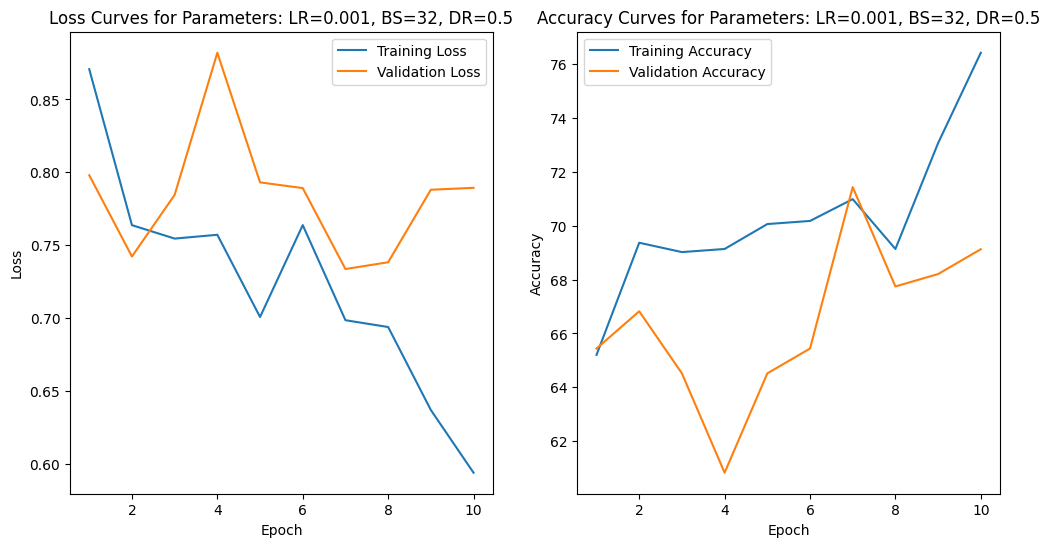 Loss Curves for Parameters: LR=0.001, BS=32, DR=0.5
Training Loss
Validation Loss
0.85
0.80
0.75
0.70
0.65
0.60
Loss
2 4 6 8 10
Epoch
Accuracy Curves for Parameters: LR=0.001, BS=32, DR=0.5
Training Accuracy
Validation Accuracy
76
74
72
70
68
66
64
62
Accuracy
2 4 6 8 10
Epoch